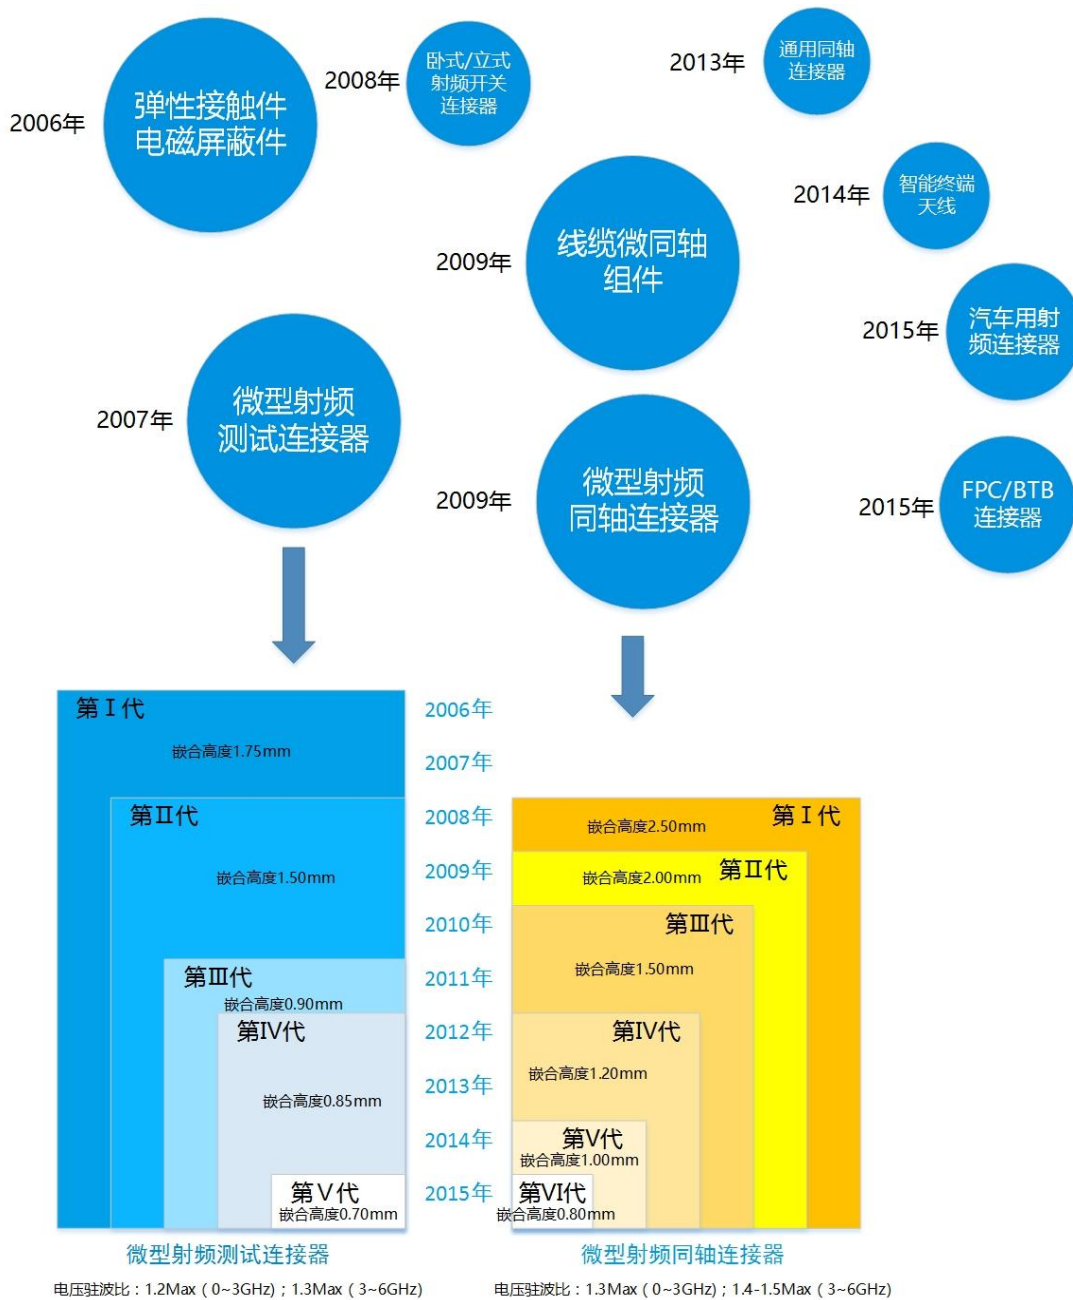 2006年
弹性接触件
电磁屏蔽件
2008年
卧式/立式
射频开关
连接器
2013年
通用同轴
连接器
2014年
智能终端
天线
2009年
线缆微同轴
组件
2015年
汽车用射
频连接器
2007年
微型射频
测试连接器
2009年
微型射频
同轴连接器
2015年
FPC/BTB
连接器
第Ⅰ代
嵌合高度1.75mm
第Ⅱ代
嵌合高度1.50mm
第Ⅲ代
嵌合高度0.90mm
第Ⅳ代
嵌合高度0.85mm
第Ⅴ代
嵌合高度0.70mm
2006年
2007年
2008年
2009年
2010年
2011年
2012年
2013年
2014年
2015年
第Ⅰ代
嵌合高度2.50mm
第Ⅱ代
嵌合高度2.00mm
第Ⅲ代
嵌合高度1.50mm
第Ⅳ代
嵌合高度1.20mm
第Ⅴ代
嵌合高度1.00mm
第Ⅵ代
嵌合高度0.80mm
微型射频测试连接器
微型射频同轴连接器
电压驻波比：1.2Max（0~3GHz）；1.3Max（3~6GHz）
电压驻波比：1.3Max（0~3GHz）；1.4-1.5Max（3~6GHz）